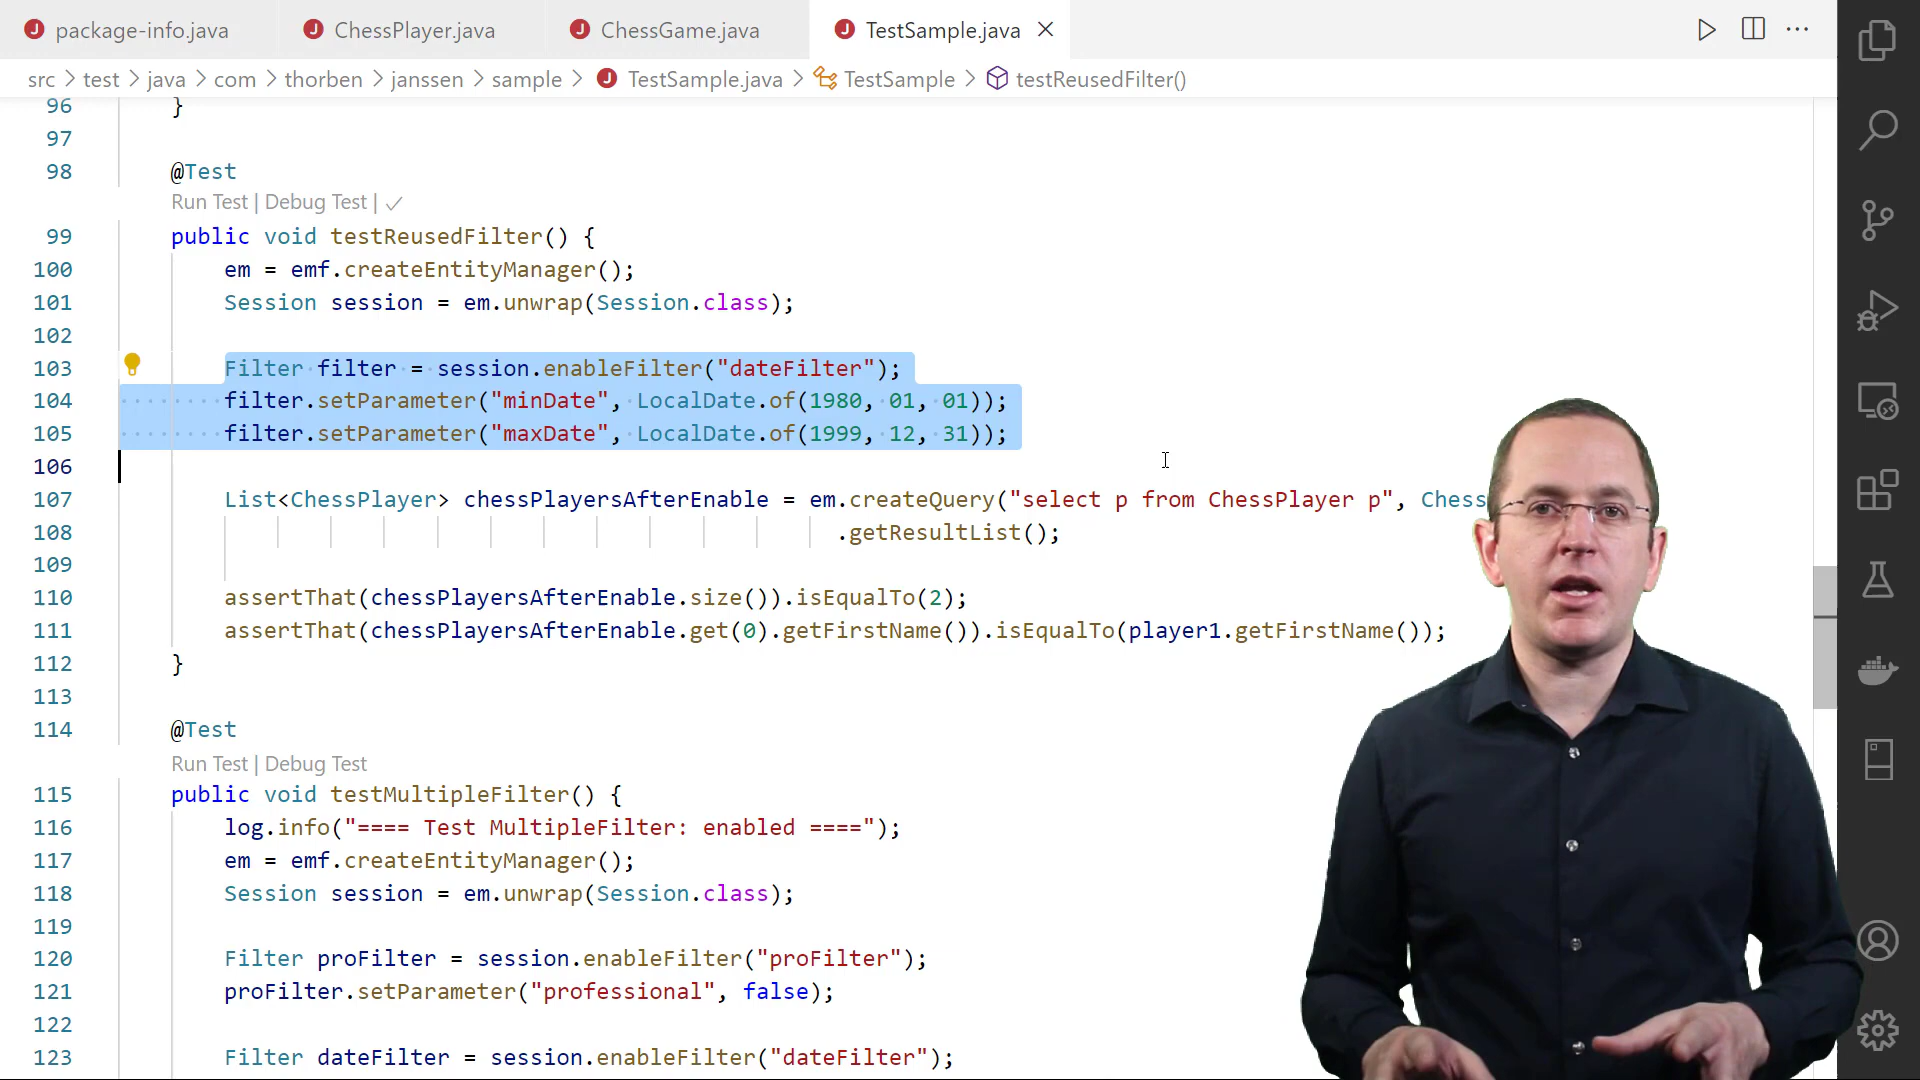 package-info.java ChessPlayer.java ChessGame.java TestSample.java
src > test > java > com > thorben > janssen > sample > TestSample.java > TestSample > testReusedFilter()
96 }
97
98 @Test
Run Test | Debug Test | ✓
99 public void testReusedFilter() {
100 em = emf.createEntityManager();
101 Session session = em.unwrap(Session.class);
102
103 Filter filter = session.enableFilter("dateFilter");
104 filter.setParameter("minDate", LocalDate.of(1980, 01, 01));
105 filter.setParameter("maxDate", LocalDate.of(1999, 12, 31));
106
107 List<ChessPlayer> chessPlayersAfterEnable = em.createQuery("select p from ChessPlayer p", Chess
108 .getResultList();
109
110 assertThat(chessPlayersAfterEnable.size()).isEqualTo(2);
111 assertThat(chessPlayersAfterEnable.get(0).getFirstName()).isEqualTo(player1.getFirstName());
112 }
113
114 @Test
Run Test | Debug Test
115 public void testMultipleFilter() {
116 log.info("==== Test MultipleFilter: enabled ====");
117 em = emf.createEntityManager();
118 Session session = em.unwrap(Session.class);
119
120 Filter proFilter = session.enableFilter("proFilter");
121 proFilter.setParameter("professional", false);
122
123 Filter dateFilter = session.enableFilter("dateFilter");